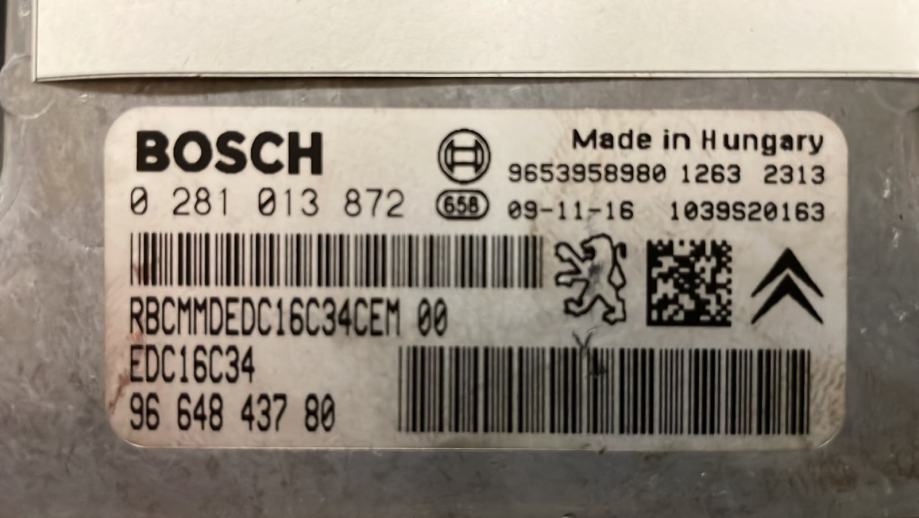 BOSCH
Made in Hungary
9653958980 1263 2313
0 281 013 872
658
09-11-16 1039S20163
RBCMMDEDC16C34CEM 00
EDC16C34
96 648 437 80